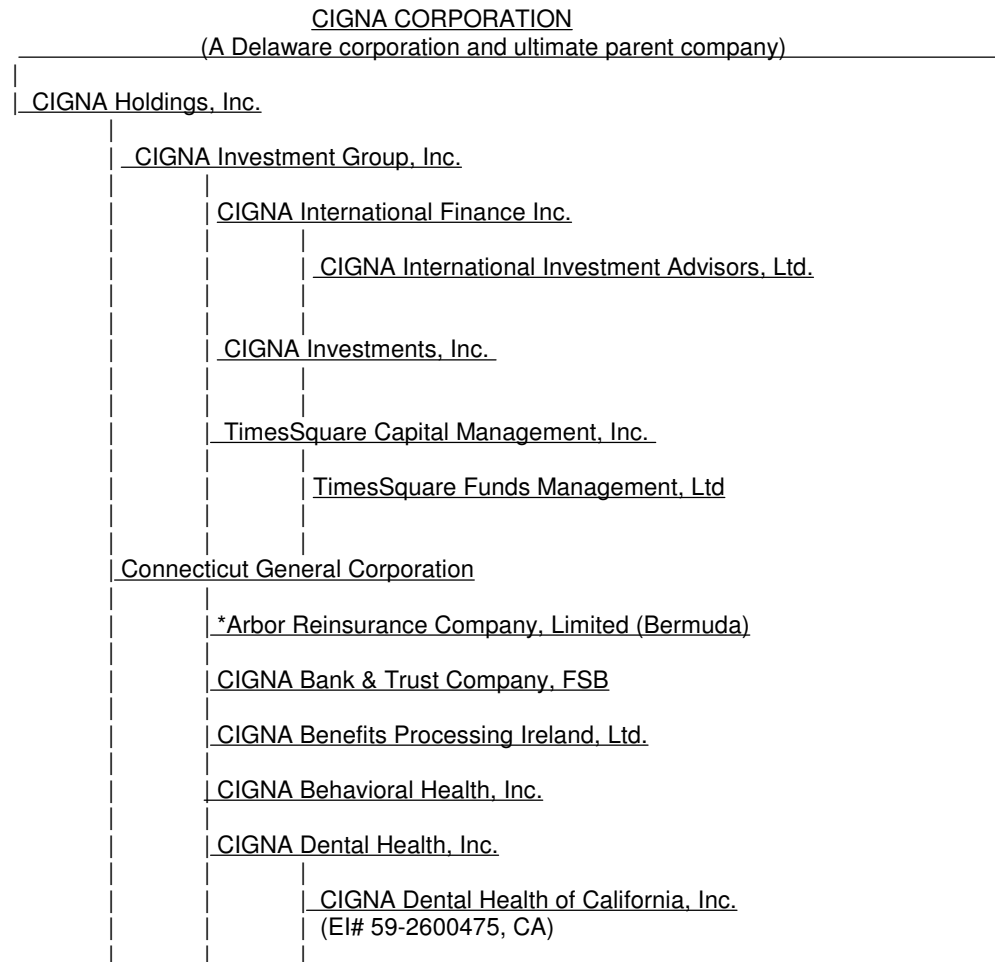 CIGNA CORPORATION
(A Delaware corporation and ultimate parent company)
CIGNA Holdings, Inc.
CIGNA Investment Group, Inc.
CIGNA International Finance Inc.
CIGNA International Investment Advisors, Ltd.
CIGNA Investments, Inc.
TimesSquare Capital Management, Inc.
TimesSquare Funds Management, Ltd
Connecticut General Corporation
*Arbor Reinsurance Company, Limited (Bermuda)
CIGNA Bank & Trust Company, FSB
CIGNA Benefits Processing Ireland, Ltd.
CIGNA Behavioral Health, Inc.
CIGNA Dental Health, Inc.
CIGNA Dental Health of California, Inc.
(EI# 59-2600475, CA)